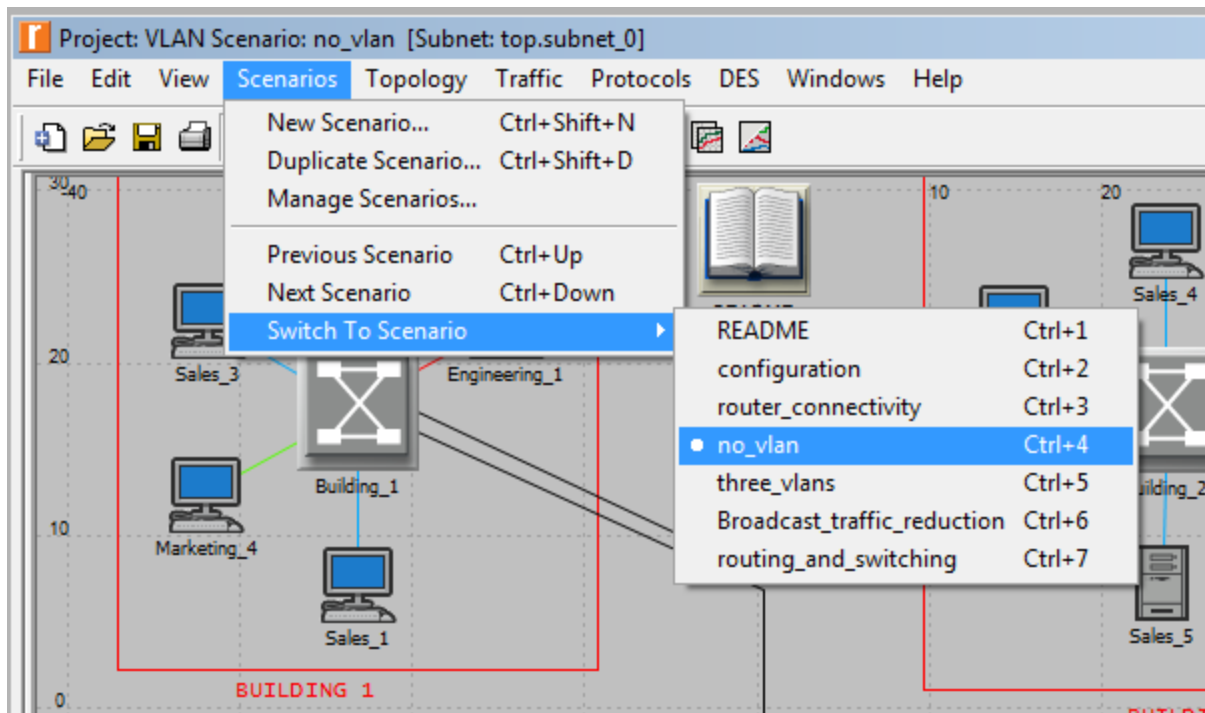 Project: VLAN Scenario: no_vlan [Subnet: top.subnet_0]
File Edit View Scenarios Topology Traffic Protocols DES Windows Help
New Scenario... Ctrl+Shift+N
Duplicate Scenario... Ctrl+Shift+D
Manage Scenarios...
Previous Scenario Ctrl+Up
Next Scenario Ctrl+Down
Switch To Scenario
README Ctrl+1
configuration Ctrl+2
router_connectivity Ctrl+3
no_vlan Ctrl+4
three_vlans Ctrl+5
Broadcast_traffic_reduction Ctrl+6
routing_and_switching Ctrl+7
30 -40 10 20
Sales_4
20
Sales_3 Engineering_1
Building_1
10
Marketing_4
Sales_1 Sales_5
BUILDING 1
0